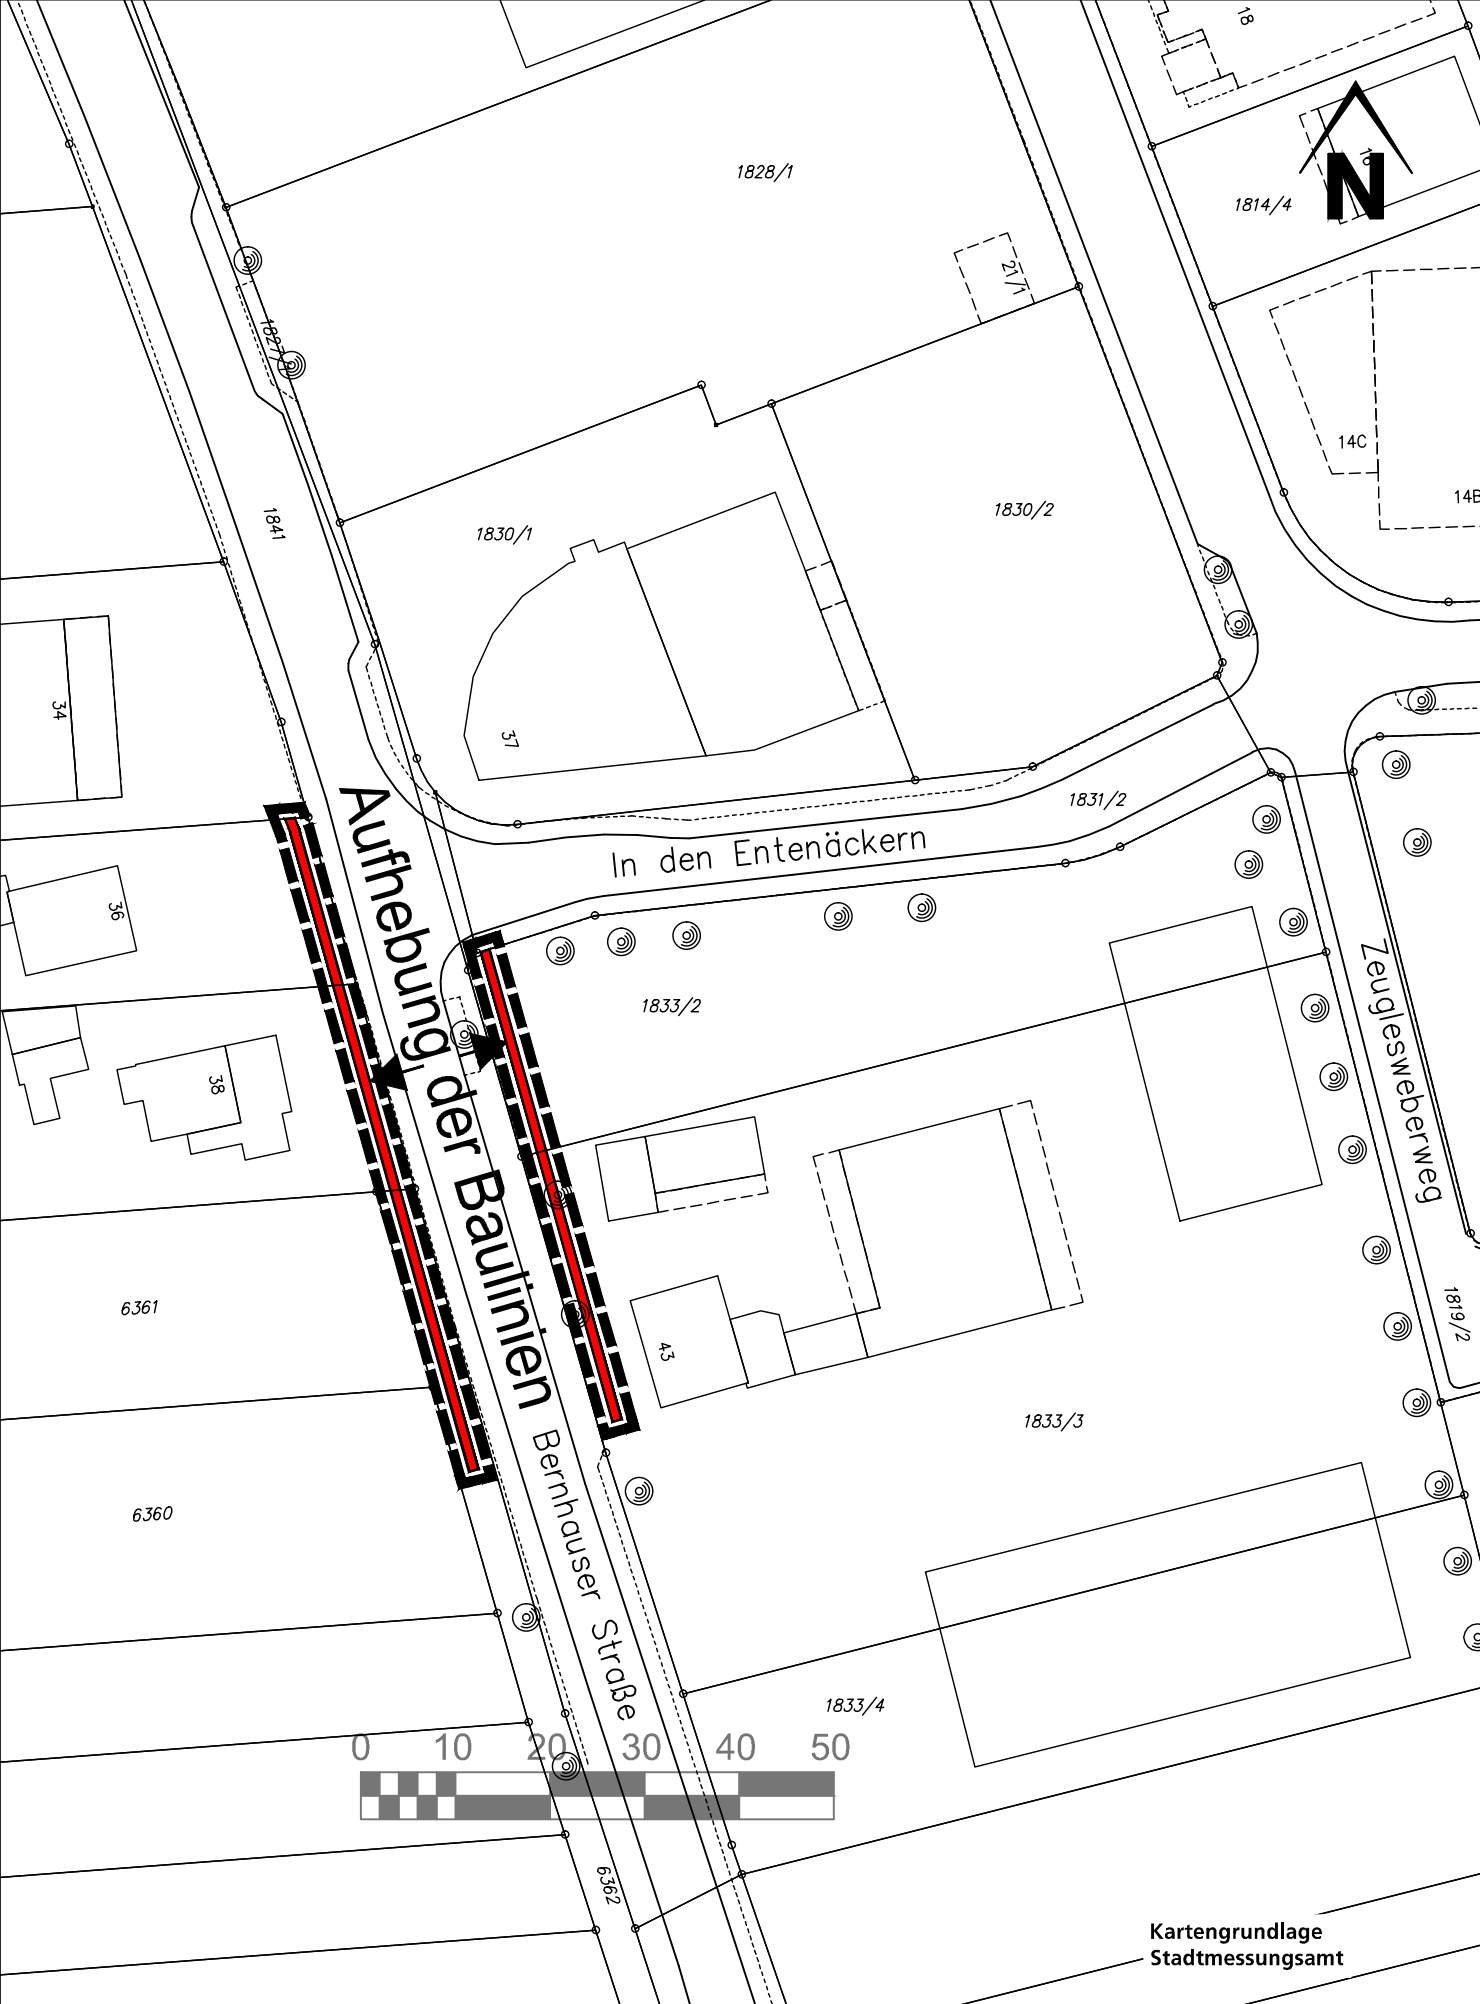 18
16
N
1828/1
1814/4
21/1
1827/1
14C
14B
1841
1830/1
1830/2
34
37
1831/2
In den Entenäckern
Aufhebung der Baulinien
36
1833/2
Zeuglesweberweg
38
6361
43
1819/2
1833/3
6360
Bernhauser Straße
1833/4
0 10 20 30 40 50
6362
Kartengrundlage
Stadtmessungsamt